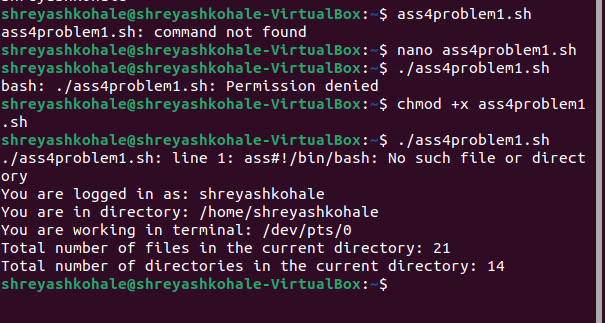 shreyashkohale@shreyashkohale-VirtualBox:~$ ass4problem1.sh
ass4problem1.sh: command not found
shreyashkohale@shreyashkohale-VirtualBox:~$ nano ass4problem1.sh
shreyashkohale@shreyashkohale-VirtualBox:~$ ./ass4problem1.sh
bash: ./ass4problem1.sh: Permission denied
shreyashkohale@shreyashkohale-VirtualBox:~$ chmod +x ass4problem1
.sh
shreyashkohale@shreyashkohale-VirtualBox:~$ ./ass4problem1.sh
./ass4problem1.sh: line 1: ass#!/bin/bash: No such file or direct
ory
You are logged in as: shreyashkohale
You are in directory: /home/shreyashkohale
You are working in terminal: /dev/pts/0
Total number of files in the current directory: 21
Total number of directories in the current directory: 14
shreyashkohale@shreyashkohale-VirtualBox:~$